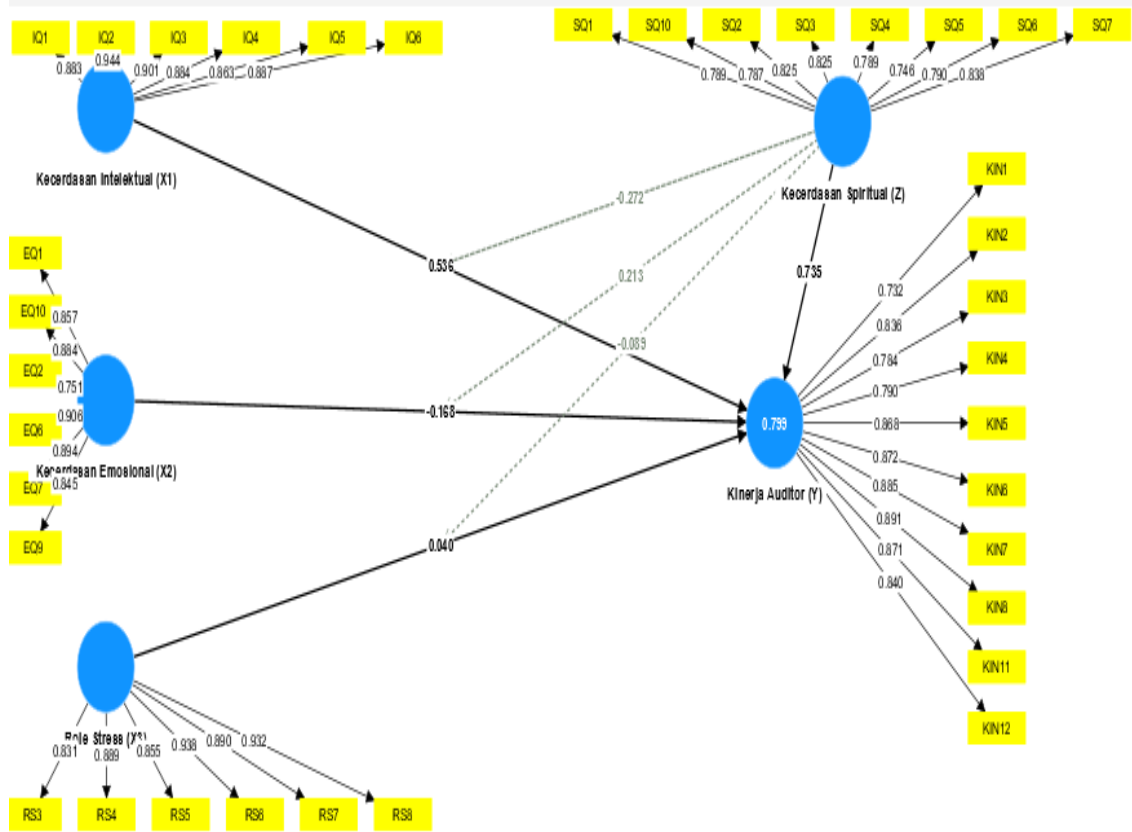 IQ1 IQ2 IQ3 IQ4 IQ5 IQ6
0.883 0.944 0.901 0.884 0.863 0.887
Kecerdasan Intelektual (X1)
SQ1 SQ10 SQ2 SQ3 SQ4 SQ5 SQ6 SQ7
0.789 0.787 0.825 0.825 0.789 0.746 0.790 0.838
Kecerdasan Spiritual (Z)
-0.272
0.536
0.213
0.735
-0.089
-0.168
0.040
EQ1
EQ10
EQ2
EQ6
EQ7
EQ9
0.857
0.884
0.751
0.906
0.894
0.845
Kecerdasan Emosional (X2)
0.799
Kinerja Auditor (Y)
KIN1
KIN2
KIN3
KIN4
KIN5
KIN6
KIN7
KIN8
KIN11
KIN12
0.732
0.836
0.784
0.790
0.868
0.872
0.885
0.891
0.871
0.840
Role Stress (X3)
0.831 0.889 0.855 0.938 0.890 0.932
RS3 RS4 RS5 RS6 RS7 RS8